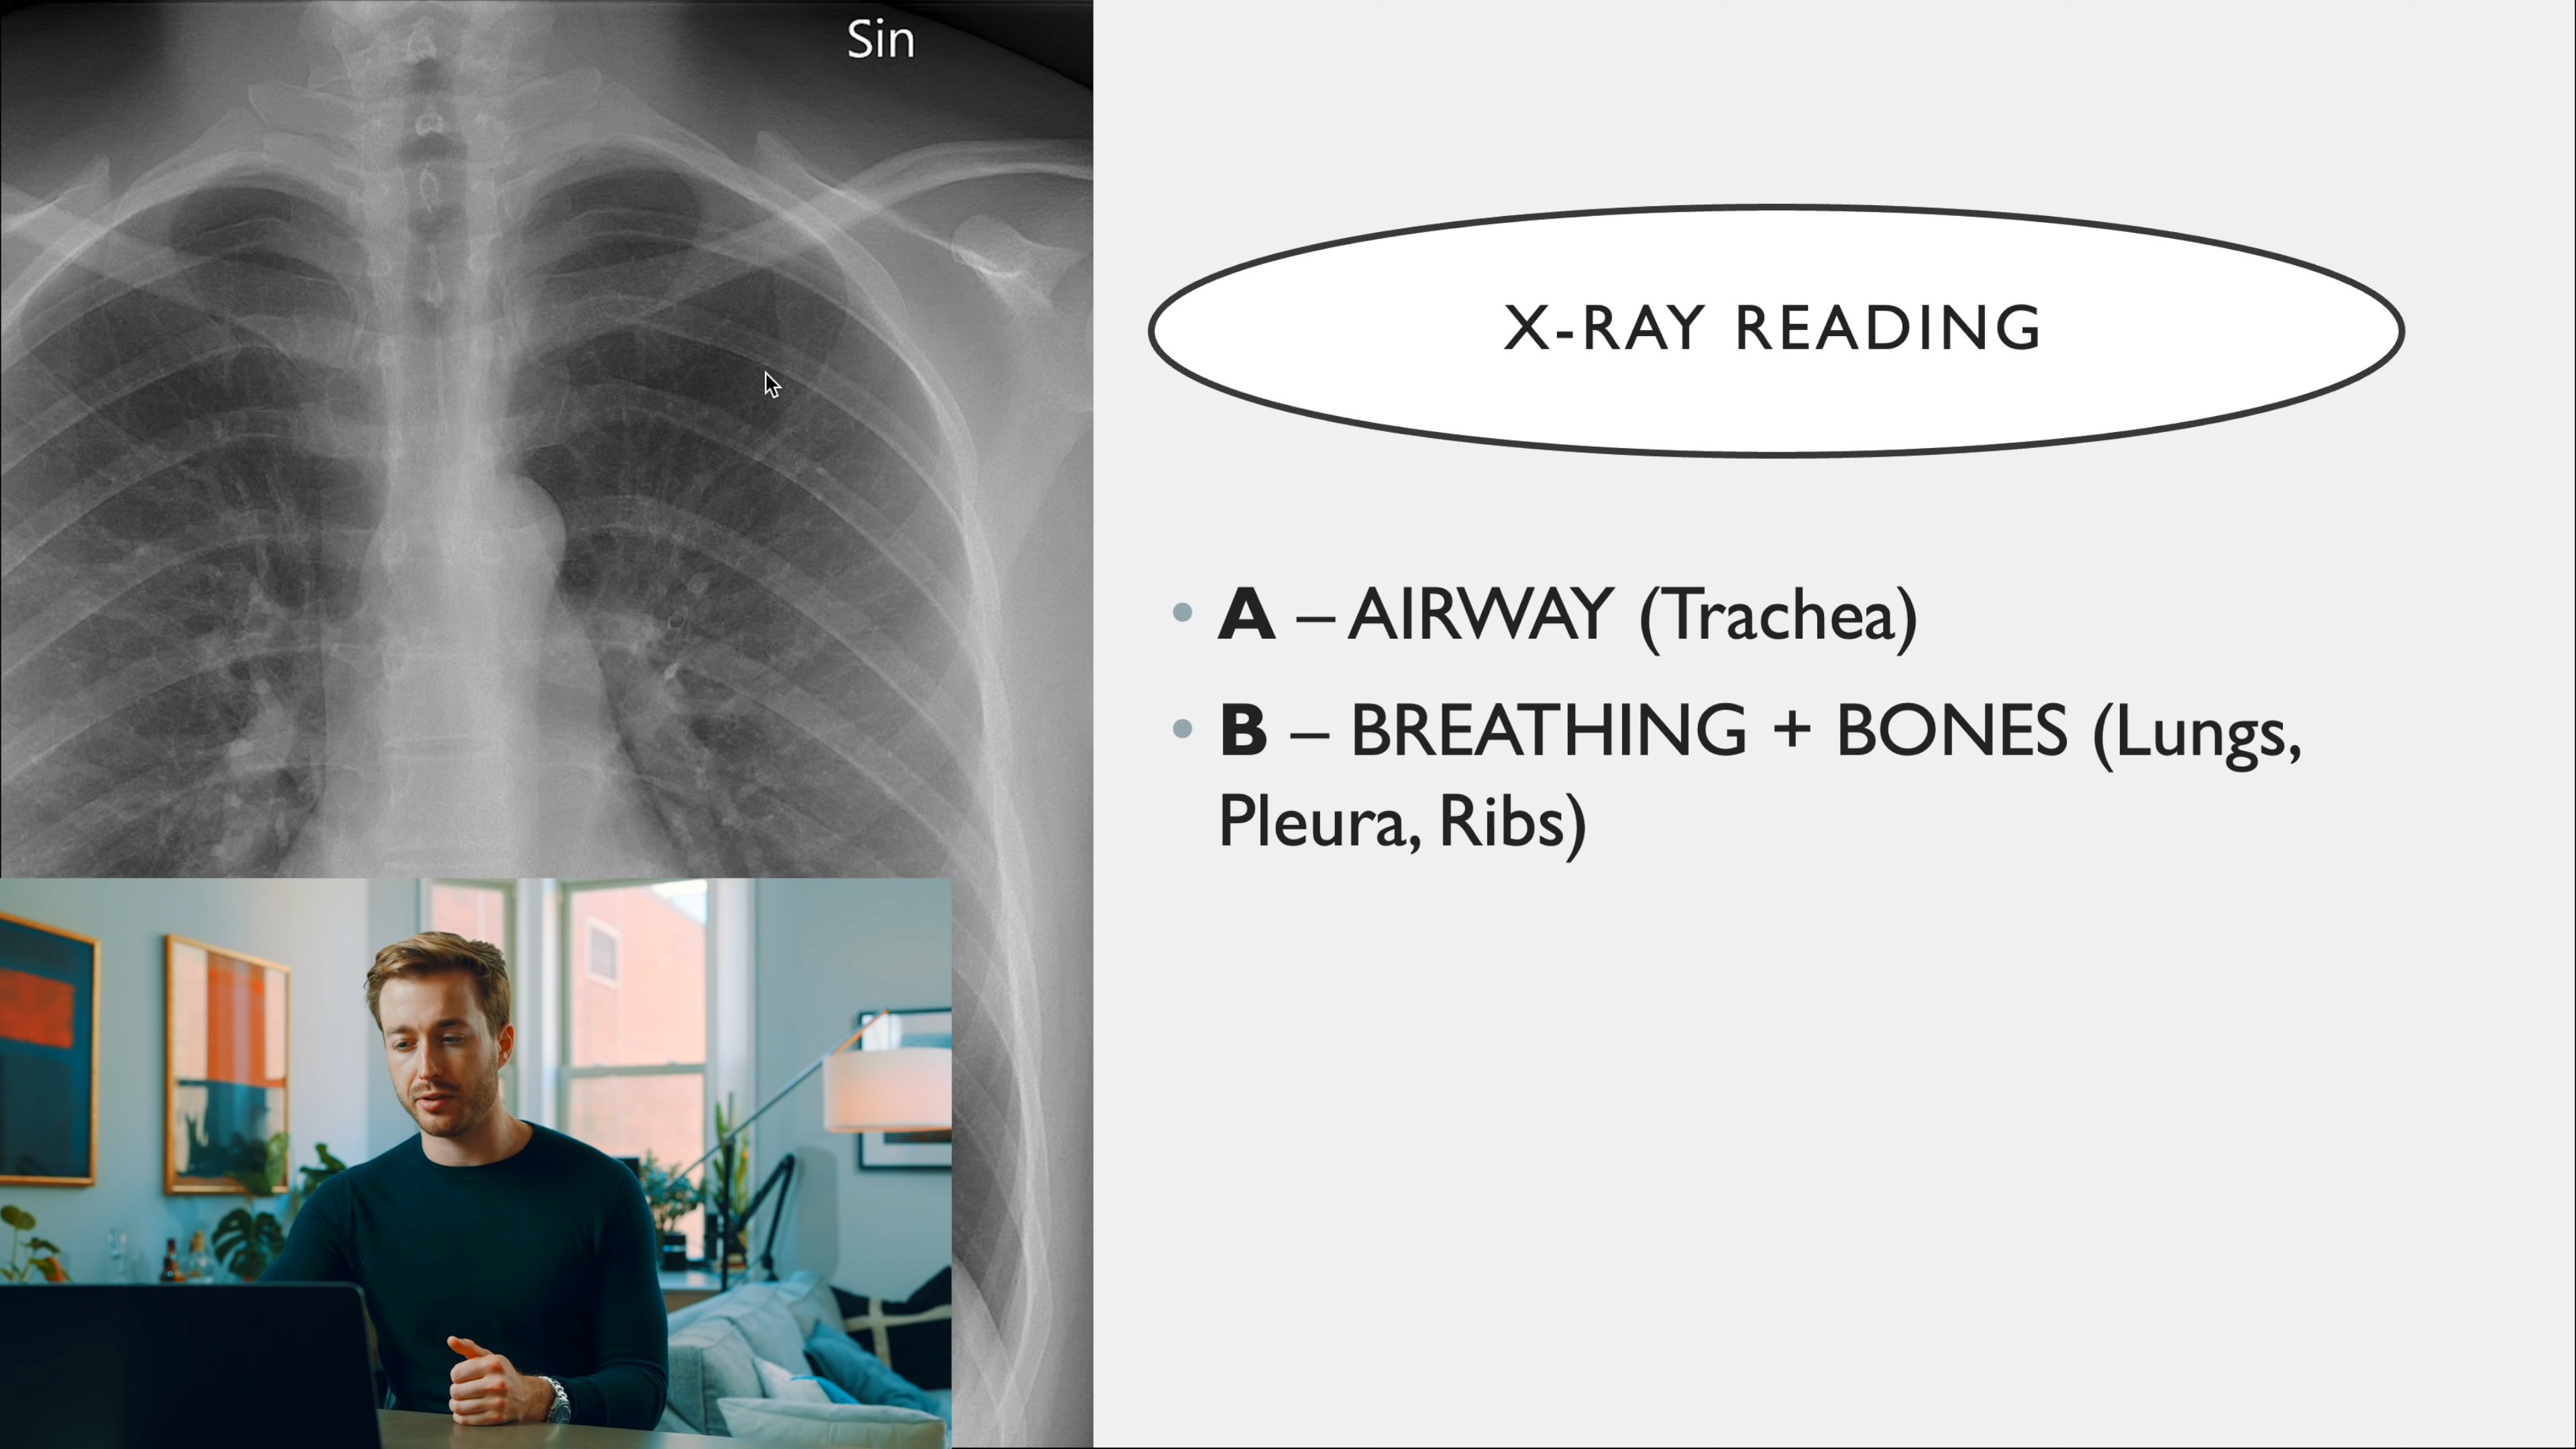 Sin
X-RAY READING
• A – AIRWAY (Trachea)
• B – BREATHING + BONES (Lungs,
Pleura, Ribs)